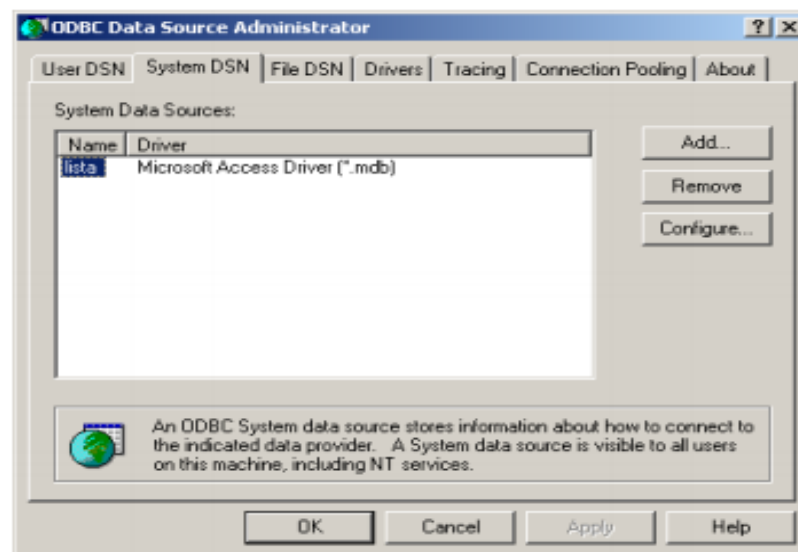 ODBC Data Source Administrator
User DSN System DSN File DSN Drivers Tracing Connection Pooling About
System Data Sources:
Name Driver
lista Microsoft Access Driver (*.mdb)
Add...
Remove
Configure...
An ODBC System data source stores information about how to connect to
the indicated data provider. A System data source is visible to all users
on this machine, including NT services.
OK Cancel Apply Help